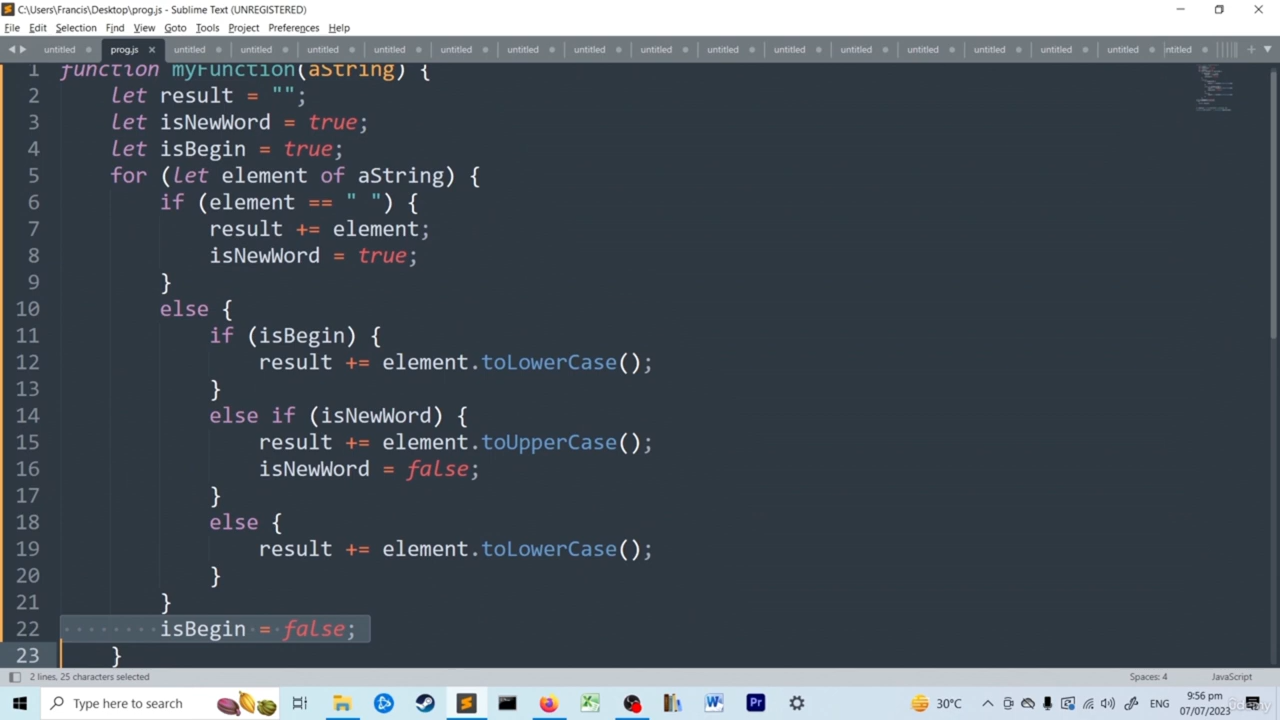 C:\Users\Francis\Desktop\prog.js - Sublime Text (UNREGISTERED)
File Edit Selection Find View Goto Tools Project Preferences Help
untitled prog.js untitled untitled untitled untitled untitled untitled untitled untitled untitled untitled untitled untitled untitled untitled untitled ntitled
1 function myFunction(aString) {
2 let result = "";
3 let isNewWord = true;
4 let isBegin = true;
5 for (let element of aString) {
6 if (element == " ") {
7 result += element;
8 isNewWord = true;
9 }
10 else {
11 if (isBegin) {
12 result += element.toLowerCase();
13 }
14 else if (isNewWord) {
15 result += element.toUpperCase();
16 isNewWord = false;
17 }
18 else {
19 result += element.toLowerCase();
20 }
21 }
22 isBegin = false;
23 }
2 lines, 25 characters selected Spaces: 4 JavaScript
Type here to search 30°C ENG 9:56 pm
07/07/2023